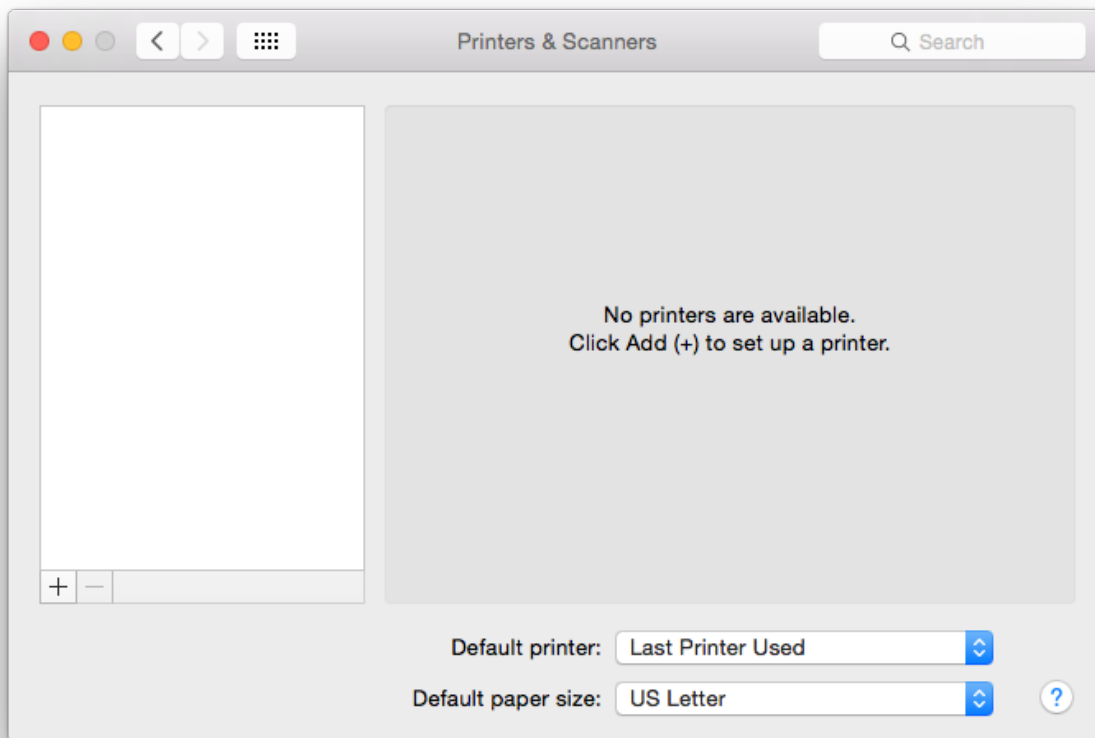 Printers & Scanners
Search
No printers are available.
Click Add (+) to set up a printer.
+ −
Default printer: Last Printer Used
Default paper size: US Letter
?